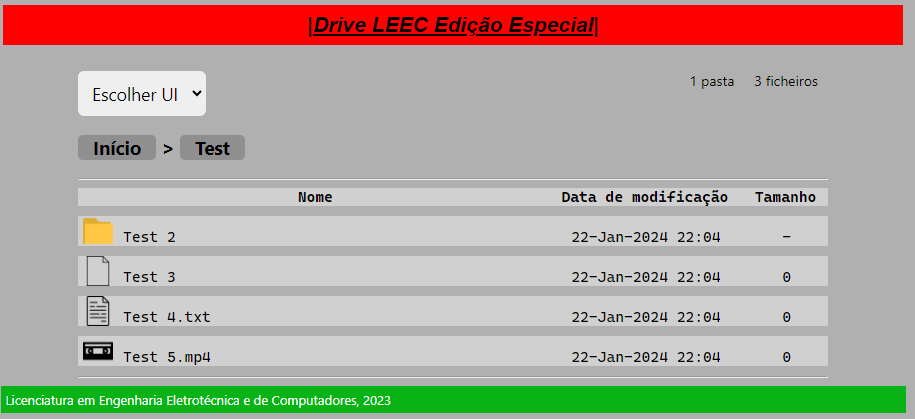 |Drive LEEC Edição Especial|
Escolher UI
1 pasta 3 ficheiros
Início > Test
Nome Data de modificação Tamanho
Test 2 22-Jan-2024 22:04 -
Test 3 22-Jan-2024 22:04 0
Test 4.txt 22-Jan-2024 22:04 0
Test 5.mp4 22-Jan-2024 22:04 0
Licenciatura em Engenharia Eletrotécnica e de Computadores, 2023